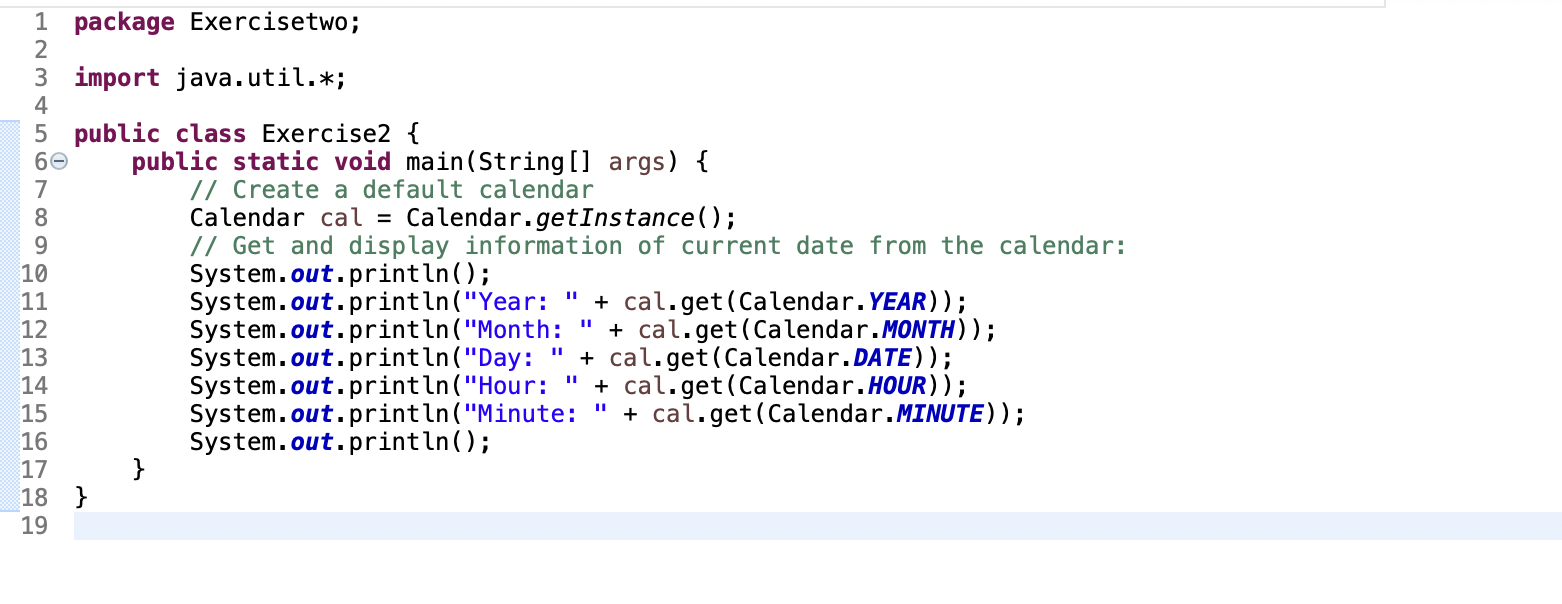 1 package Exercisetwo;
2
3 import java.util.*;
4
5 public class Exercise2 {
6     public static void main(String[] args) {
7         // Create a default calendar
8         Calendar cal = Calendar.getInstance();
9         // Get and display information of current date from the calendar:
10         System.out.println();
11         System.out.println("Year: " + cal.get(Calendar.YEAR));
12         System.out.println("Month: " + cal.get(Calendar.MONTH));
13         System.out.println("Day: " + cal.get(Calendar.DATE));
14         System.out.println("Hour: " + cal.get(Calendar.HOUR));
15         System.out.println("Minute: " + cal.get(Calendar.MINUTE));
16         System.out.println();
17     }
18 }
19